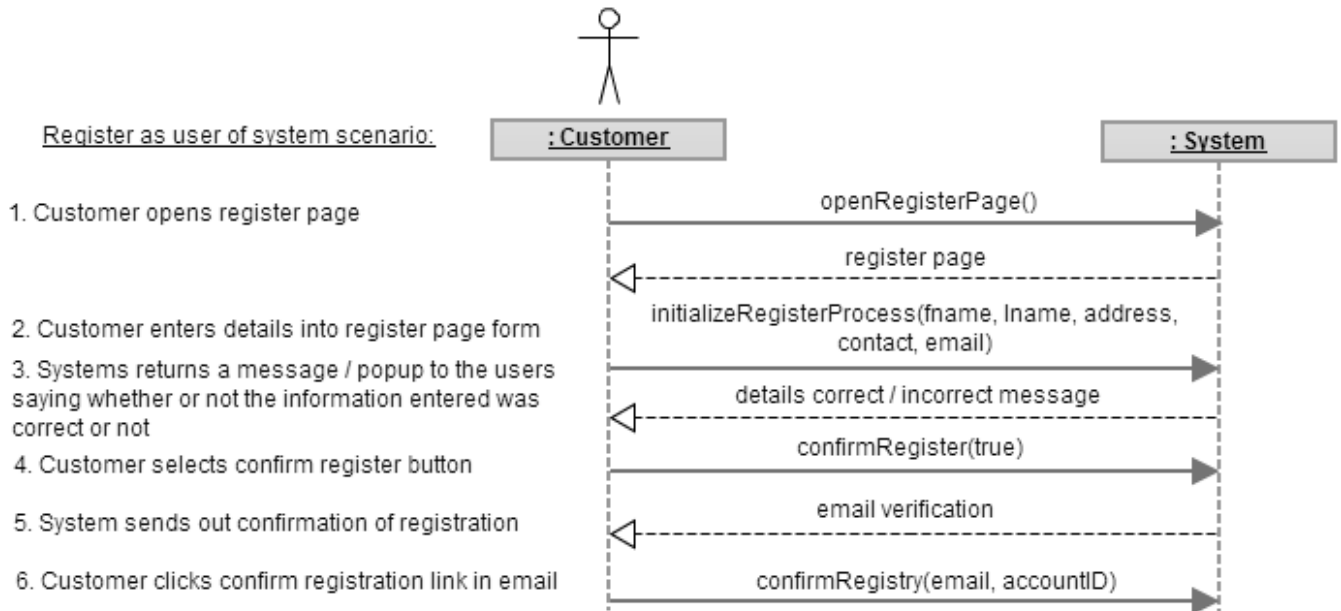 Register as user of system scenario:
: Customer
: System
1. Customer opens register page
openRegisterPage()
register page
2. Customer enters details into register page form
initializeRegisterProcess(fname, lname, address,
contact, email)
3. Systems returns a message / popup to the users
saying whether or not the information entered was
correct or not
details correct / incorrect message
4. Customer selects confirm register button
confirmRegister(true)
5. System sends out confirmation of registration
email verification
6. Customer clicks confirm registration link in email
confirmRegistry(email, accountID)